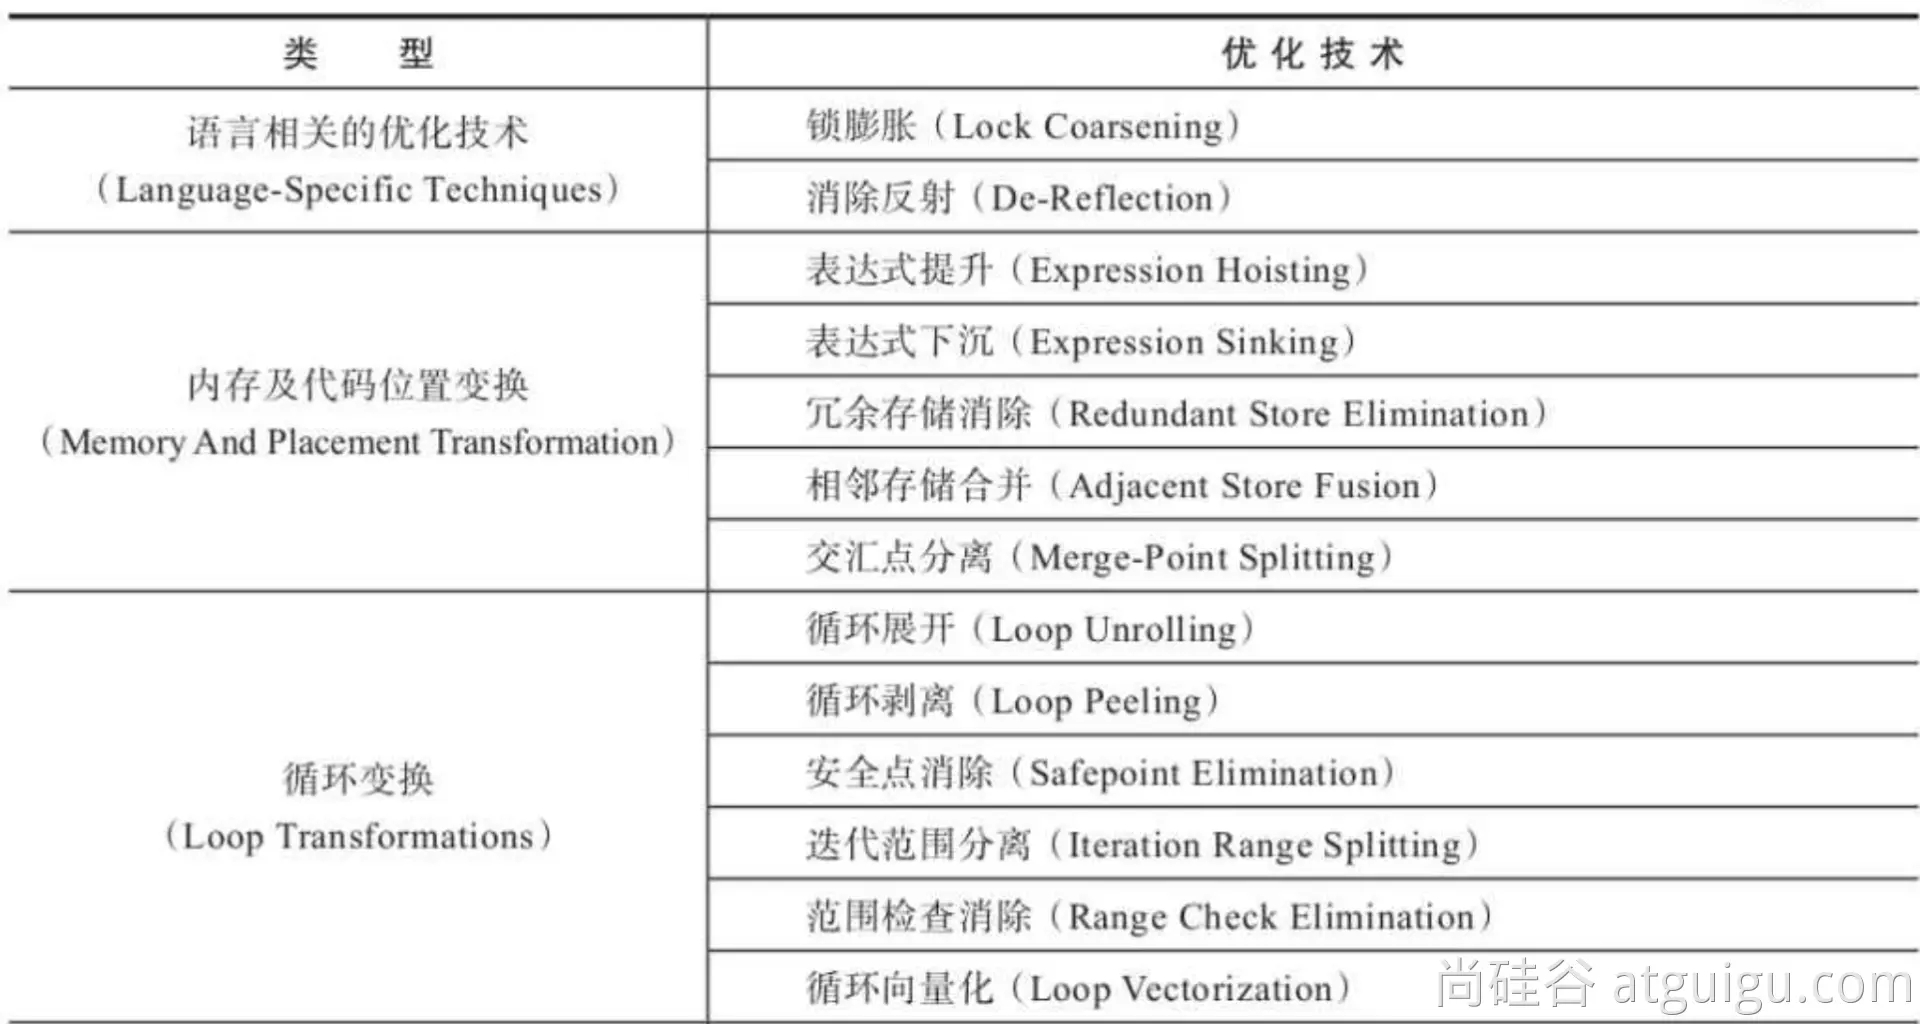 类 型 优化技术
语言相关的优化技术
（Language-Specific Techniques）
锁膨胀（Lock Coarsening）
消除反射（De-Reflection）
内存及代码位置变换
（Memory And Placement Transformation）
表达式提升（Expression Hoisting）
表达式下沉（Expression Sinking）
冗余存储消除（Redundant Store Elimination）
相邻存储合并（Adjacent Store Fusion）
交汇点分离（Merge-Point Splitting）
循环变换
（Loop Transformations）
循环展开（Loop Unrolling）
循环剥离（Loop Peeling）
安全点消除（Safepoint Elimination）
迭代范围分离（Iteration Range Splitting）
范围检查消除（Range Check Elimination）
循环向量化（Loop Vectorization）
尚硅谷 atguigu.com